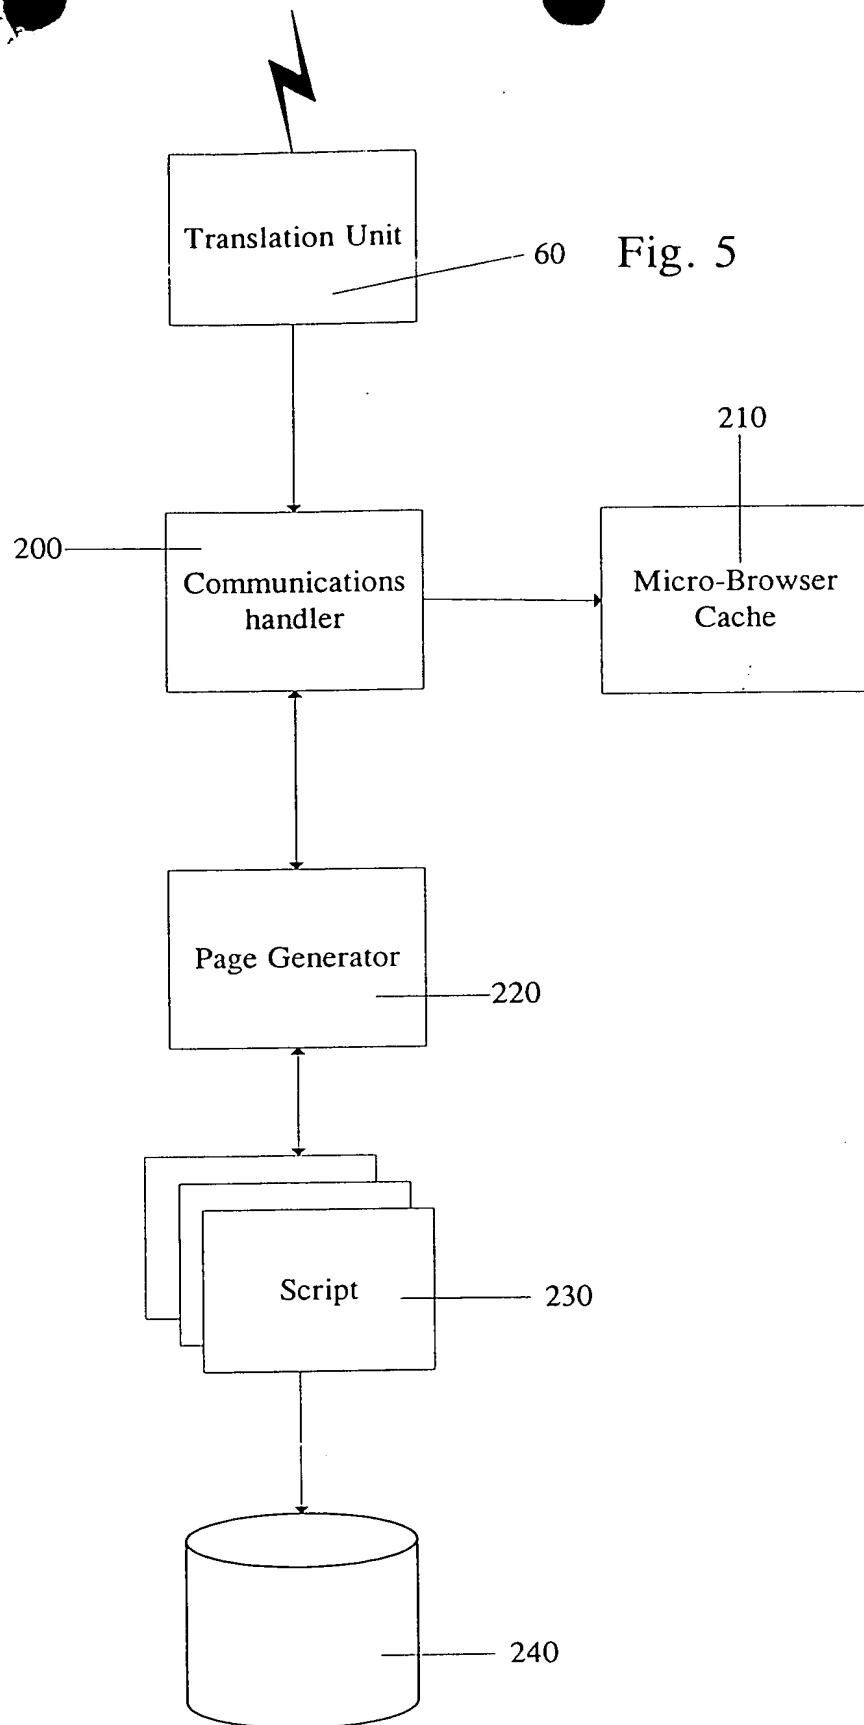 Translation Unit
60
Fig. 5
210
200
Communications
handler
Micro-Browser
Cache
Page Generator
220
Script
230
240